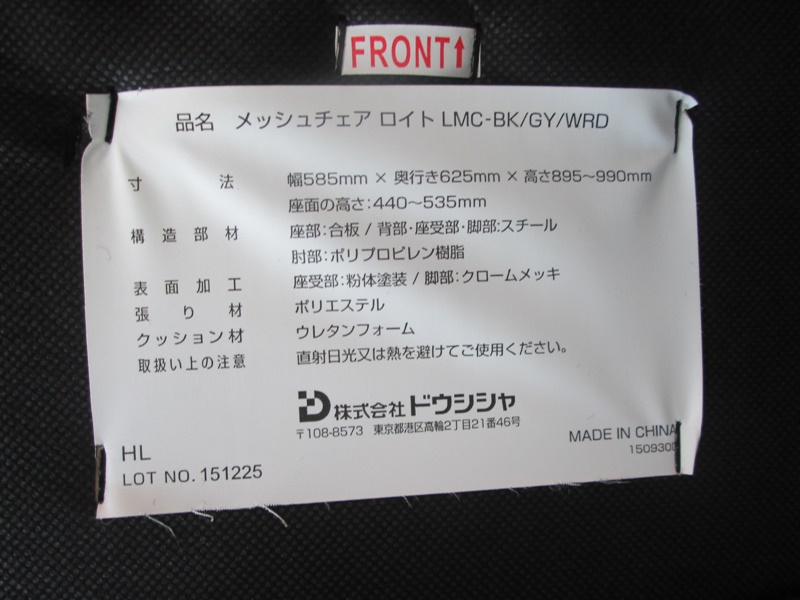 FRONT↑
品名 メッシュチェア ロイト LMC-BK/GY/WRD
寸法 幅585mm × 奥行き625mm × 高さ895～990mm
座面の高さ:440～535mm
構造部材 座部:合板 / 背部・座受部・脚部:スチール
肘部:ポリプロピレン樹脂
表面加工 座受部:粉体塗装 / 脚部:クロームメッキ
張り材 ポリエステル
クッション材 ウレタンフォーム
取扱い上の注意 直射日光又は熱を避けてご使用ください。
株式会社ドウシシャ
〒108-8573 東京都港区高輪2丁目21番46号
HL
LOT NO. 151225
MADE IN CHINA
150930